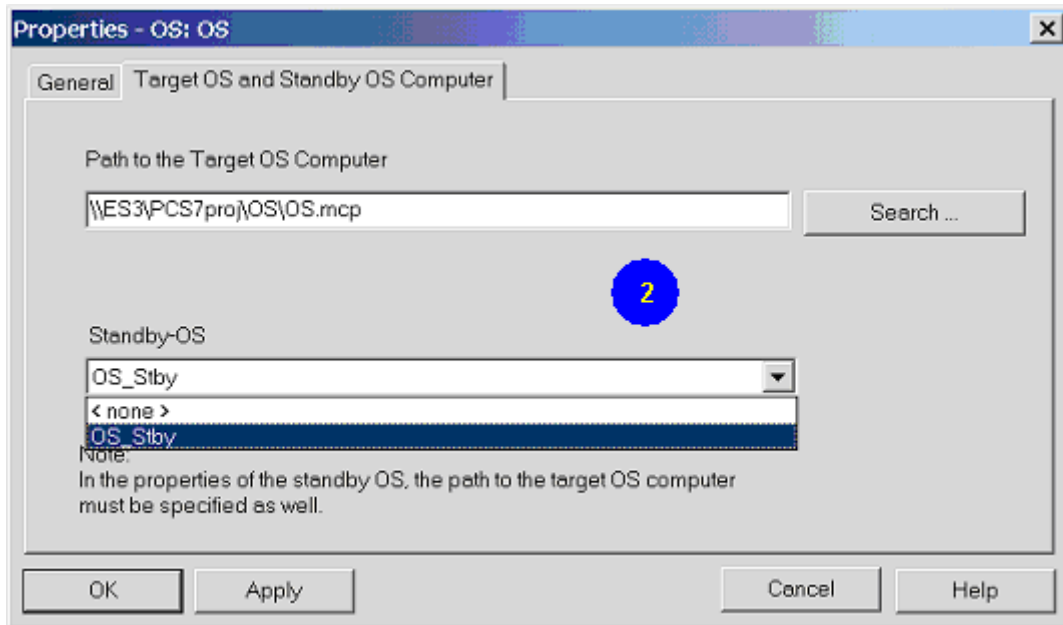 Properties - OS: OS
General
Target OS and Standby OS Computer
Path to the Target OS Computer
\\ES3\PCS7proj\OS\OS.mcp
Search ...
2
Standby-OS
OS_Stby
< none >
OS_Stby
Note:
In the properties of the standby OS, the path to the target OS computer
must be specified as well.
OK
Apply
Cancel
Help